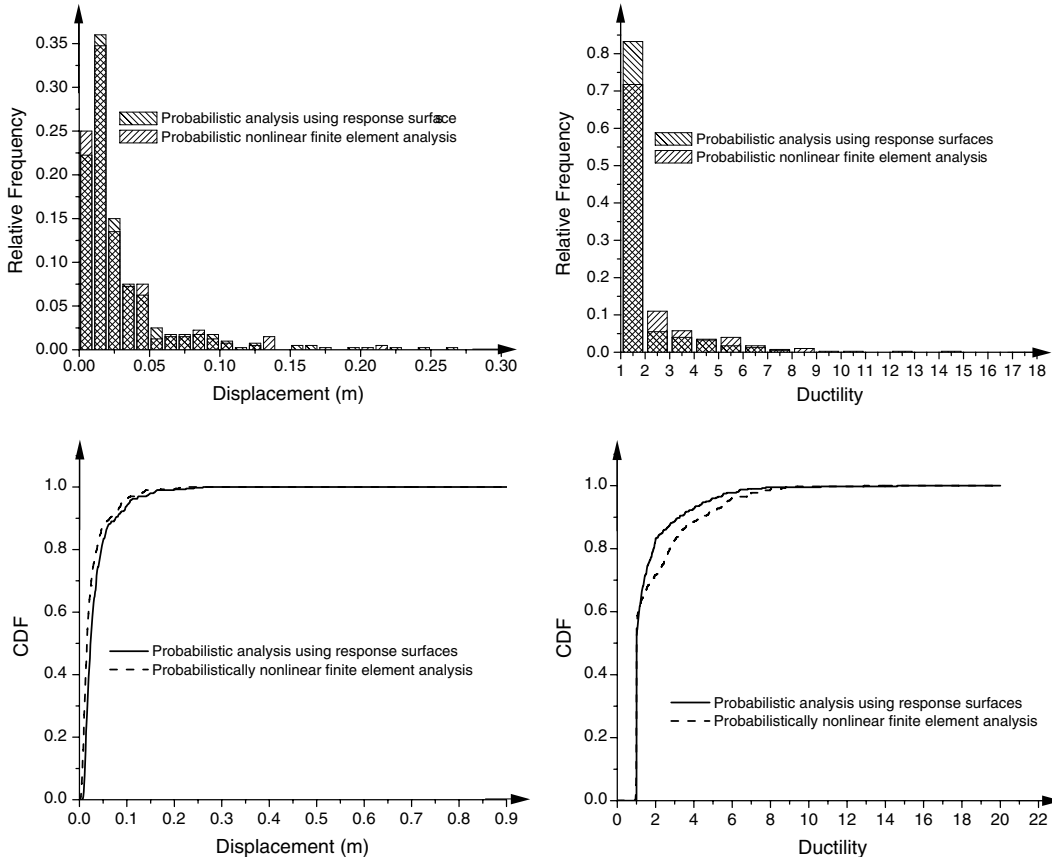 Relative Frequency
0.35
0.30
0.25
0.20
0.15
0.10
0.05
0.00
Probabilistic analysis using response surface
Probabilistic nonlinear finite element analysis
0.00 0.05 0.10 0.15 0.20 0.25 0.30
Displacement (m)
Relative Frequency
0.8
0.7
0.6
0.5
0.4
0.3
0.2
0.1
0.0
Probabilistic analysis using response surfaces
Probabilistic nonlinear finite element analysis
1 2 3 4 5 6 7 8 9 10 11 12 13 14 15 16 17 18
Ductility
CDF
1.0
0.8
0.6
0.4
0.2
0.0
Probabilistic analysis using response surfaces
Probabilistically nonlinear finite element analysis
0.0 0.1 0.2 0.3 0.4 0.5 0.6 0.7 0.8 0.9
Displacement (m)
CDF
1.0
0.8
0.6
0.4
0.2
0.0
Probabilistic analysis using response surfaces
Probabilistically nonlinear finite element analysis
0 2 4 6 8 10 12 14 16 18 20 22
Ductility